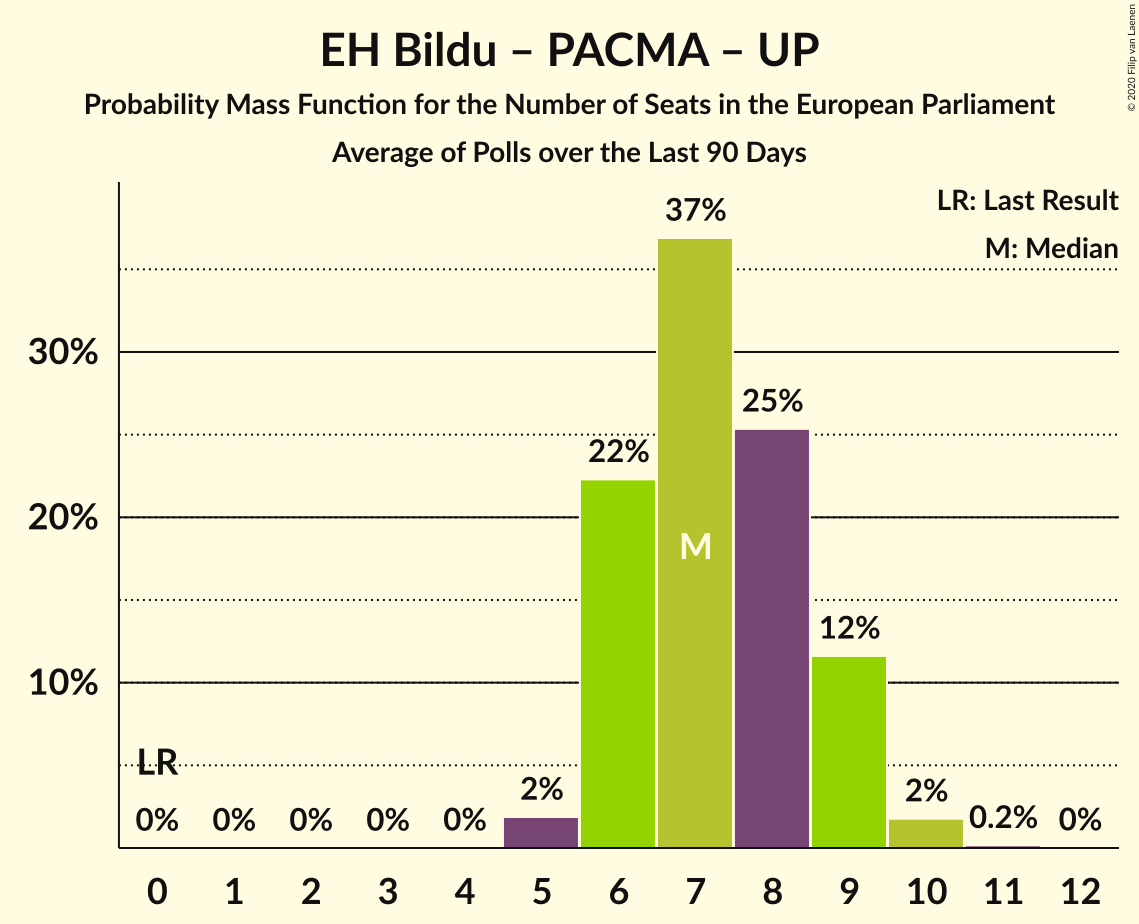 EH Bildu – PACMA – UP
Probability Mass Function for the Number of Seats in the European Parliament
Average of Polls over the Last 90 Days
© 2020 Filip van Laenen
LR: Last Result
M: Median
37%
30%
25%
22%
20%
M
12%
10%
LR
0%
0%
0%
0%
0%
2%
2%
0.2%
0%
0 1 2 3 4 5 6 7 8 9 10 11 12